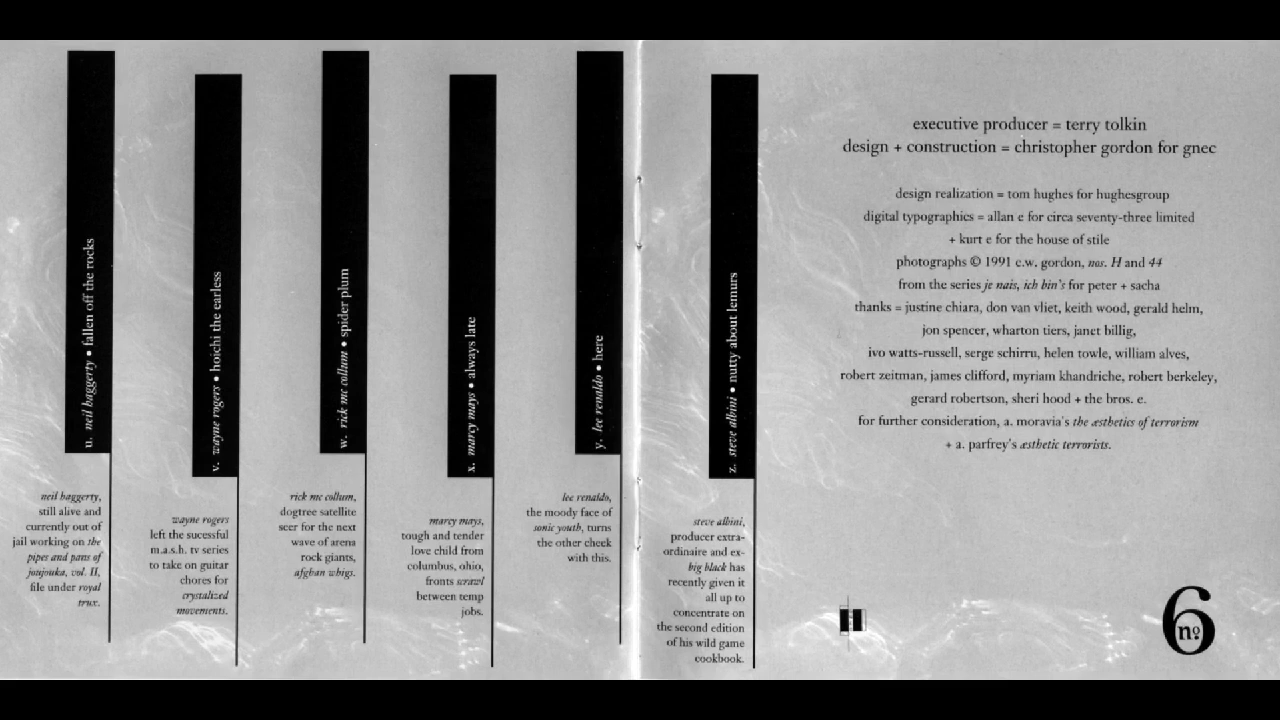 u. neil haggerty • fallen off the rocks
neil haggerty,
still alive and
currently out of
jail working on the
pipes and pans of
joujouka, vol. II,
file under royal
trux.
v. wayne rogers • hoichi the earless
wayne rogers
left the sucessful
m.a.s.h. tv series
to take on guitar
chores for
crystalized
movements.
w. rick mc collum • spider plum
rick mc collum,
dogtree satellite
seer for the next
wave of arena
rock giants,
afghan whigs.
x. marcy mays • always late
marcy mays,
tough and tender
love child from
columbus, ohio,
fronts scrawl
between temp
jobs.
y. lee renaldo • here
lee renaldo,
the moody face of
sonic youth, turns
the other cheek
with this.
z. steve albini • nutty about lemurs
steve albini,
producer extra-
ordinaire and ex-
big black has
recently given it
all up to
concentrate on
the second edition
of his wild game
cookbook.
executive producer = terry tolkin
design + construction = christopher gordon for gnec
design realization = tom hughes for hughesgroup
digital typographics = allan e for circa seventy-three limited
+ kurt e for the house of stile
photographs © 1991 c.w. gordon, nos. H and 44
from the series je nais, ich bin's for peter + sacha
thanks = justine chiara, don van vliet, keith wood, gerald helm,
jon spencer, wharton tiers, janet billig,
ivo watts-russell, serge schirru, helen towle, william alves,
robert zeitman, james clifford, myriam khandriche, robert berkeley,
gerard robertson, sheri hood + the bros. e.
for further consideration, a. moravia's the æsthetics of terrorism
+ a. parfrey's æsthetic terrorists.
6
nº